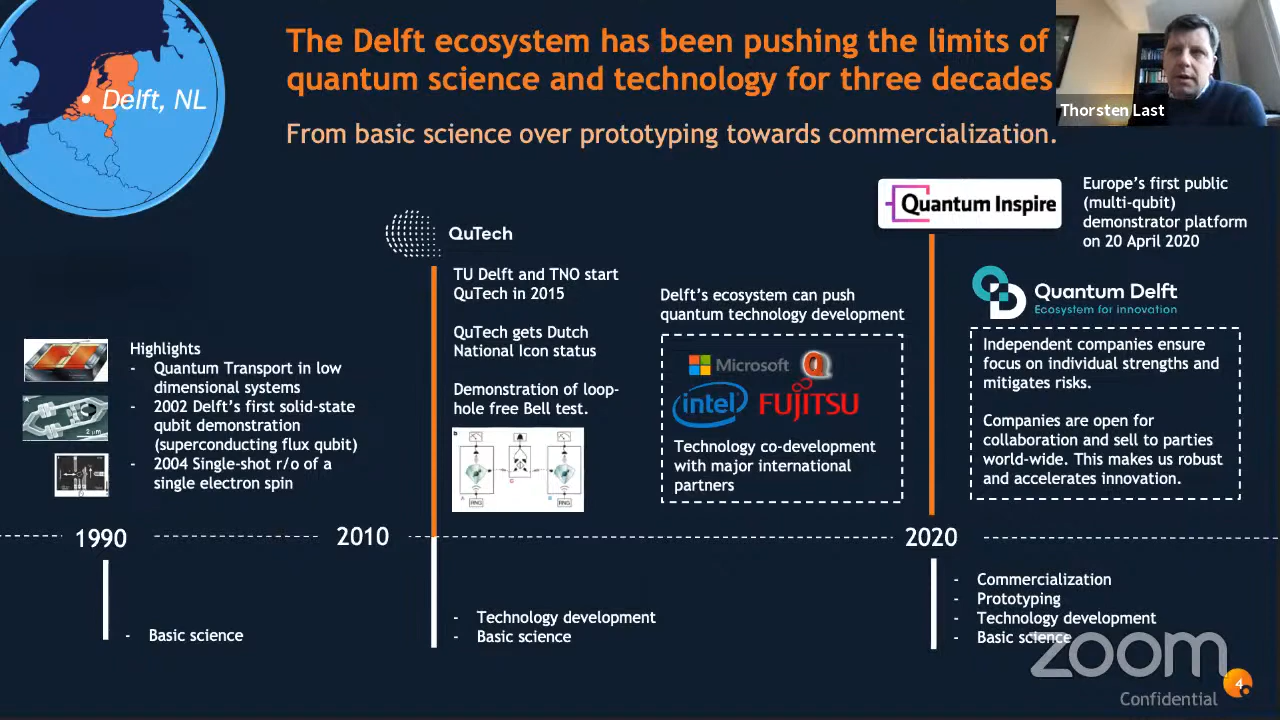 The Delft ecosystem has been pushing the limits of
quantum science and technology for three decades
From basic science over prototyping towards commercialization.
Delft, NL
Thorsten Last
Quantum Inspire
Europe's first public
(multi-qubit)
demonstrator platform
on 20 April 2020
QuTech
TU Delft and TNO start
QuTech in 2015
QuTech gets Dutch
National Icon status
Demonstration of loop-
hole free Bell test.
Delft's ecosystem can push
quantum technology development
Microsoft
intel
FUJITSU
Technology co-development
with major international
partners
Quantum Delft
Ecosystem for innovation
Independent companies ensure
focus on individual strengths and
mitigates risks.
Companies are open for
collaboration and sell to parties
world-wide. This makes us robust
and accelerates innovation.
Highlights
- Quantum Transport in low
dimensional systems
- 2002 Delft's first solid-state
qubit demonstration
(superconducting flux qubit)
- 2004 Single-shot r/o of a
single electron spin
2 μm
1990
2010
2020
- Basic science
- Technology development
- Basic science
- Commercialization
- Prototyping
- Technology development
- Basic science
zoom
4
Confidential